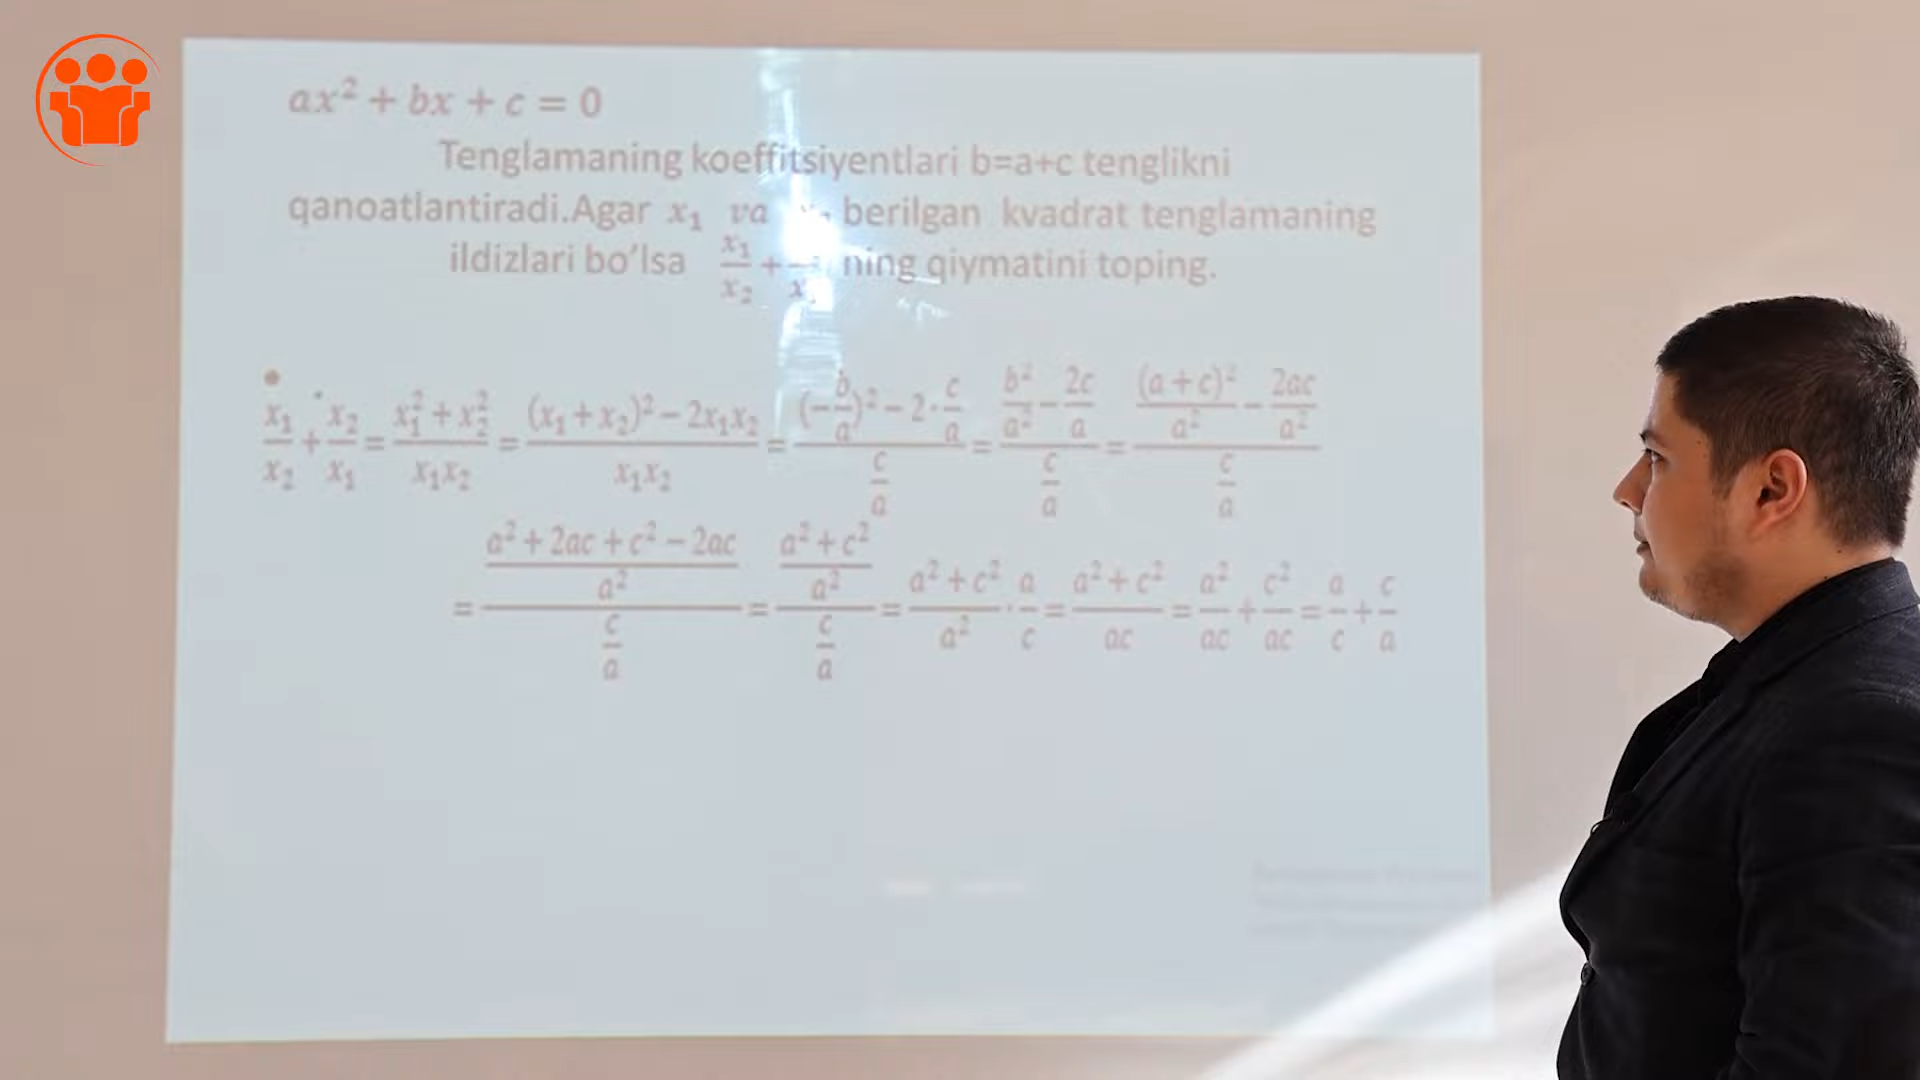 ax² + bx + c = 0
Tenglamaning koeffitsiyentlari b=a+c tenglikni
qanoatlantiradi.Agar x₁ va berilgan kvadrat tenglamaning
ildizlari bo'lsa x₁/x₂ + ning qiymatini toping.
x₁/x₂ + x₂/x₁ = (x₁² + x₂²)/(x₁x₂) = ((x₁ + x₂)² − 2x₁x₂)/(x₁x₂) = ((−b/a)² − 2·c/a)/(c/a) = (b²/a² − 2c/a)/(c/a) = ((a + c)²/a² − 2ac/a²)/(c/a)
= ((a² + 2ac + c² − 2ac)/a²)/(c/a) = ((a² + c²)/a²)/(c/a) = (a² + c²)/a² · a/c = (a² + c²)/ac = a²/ac + c²/ac = a/c + c/a